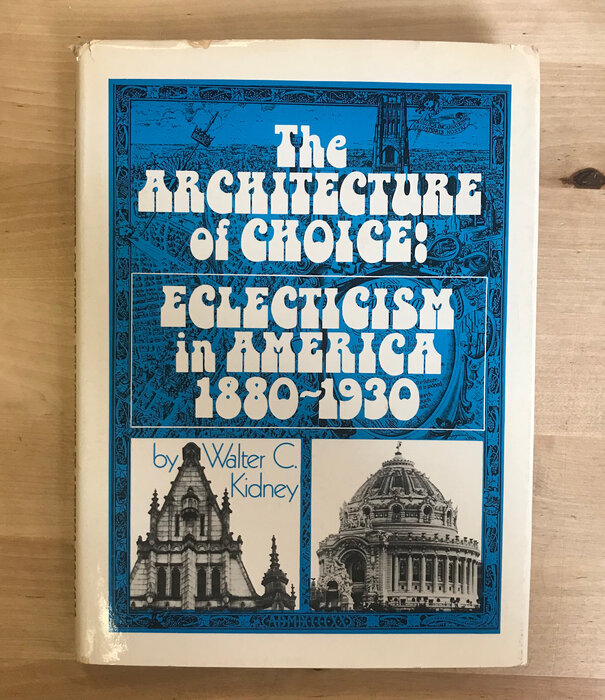 The
ARCHITECTURE
of CHOICE:
ECLECTICISM
in AMERICA
1880~1930
by Walter C.
Kidney